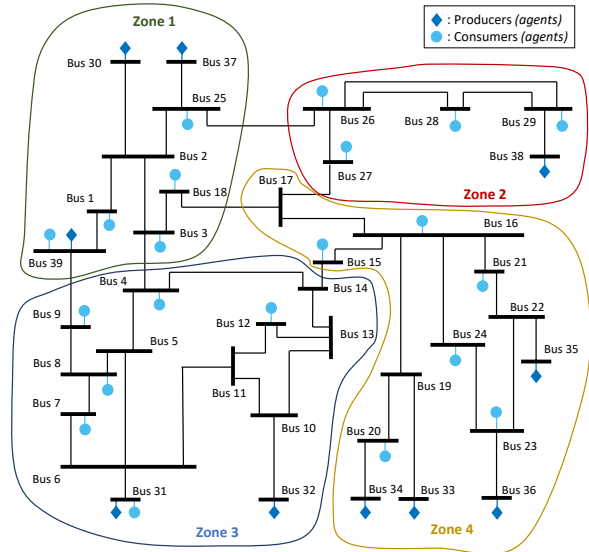 Zone 1
: Producers (agents)
: Consumers (agents)
Bus 30
Bus 37
Bus 25
Bus 26
Bus 28
Bus 29
Bus 2
Bus 38
Bus 27
Bus 17
Bus 18
Zone 2
Bus 1
Bus 3
Bus 16
Bus 39
Bus 15
Bus 21
Bus 4
Bus 14
Bus 9
Bus 12
Bus 13
Bus 22
Bus 5
Bus 24
Bus 8
Bus 35
Bus 11
Bus 19
Bus 7
Bus 10
Bus 20
Bus 23
Bus 6
Bus 31
Bus 32
Bus 34
Bus 33
Bus 36
Zone 3
Zone 4